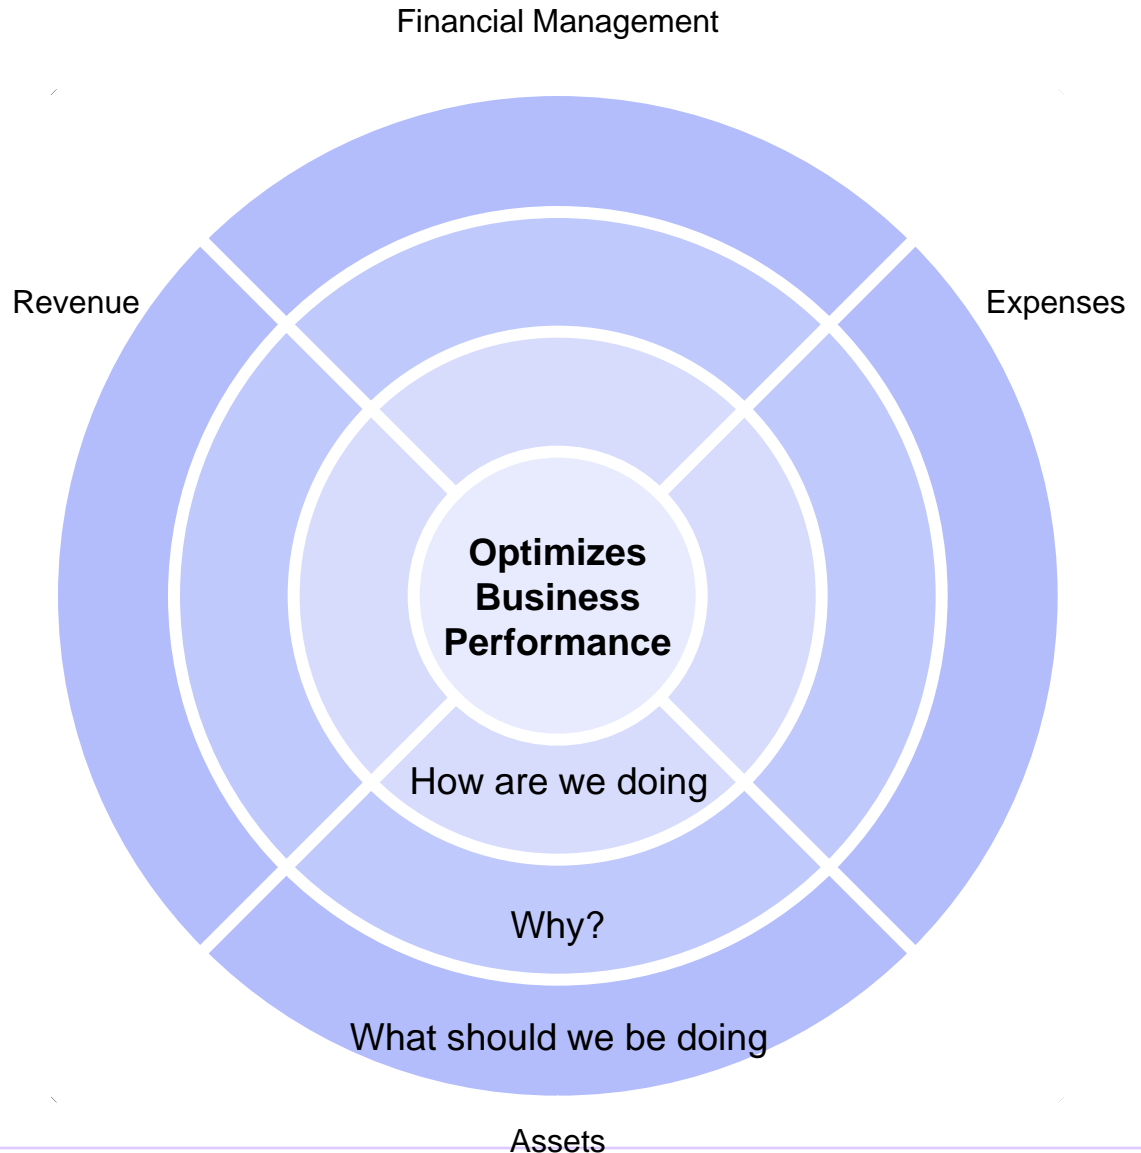 Financial Management
Revenue
Expenses
Optimizes
Business
Performance
How are we doing
Why?
What should we be doing
Assets